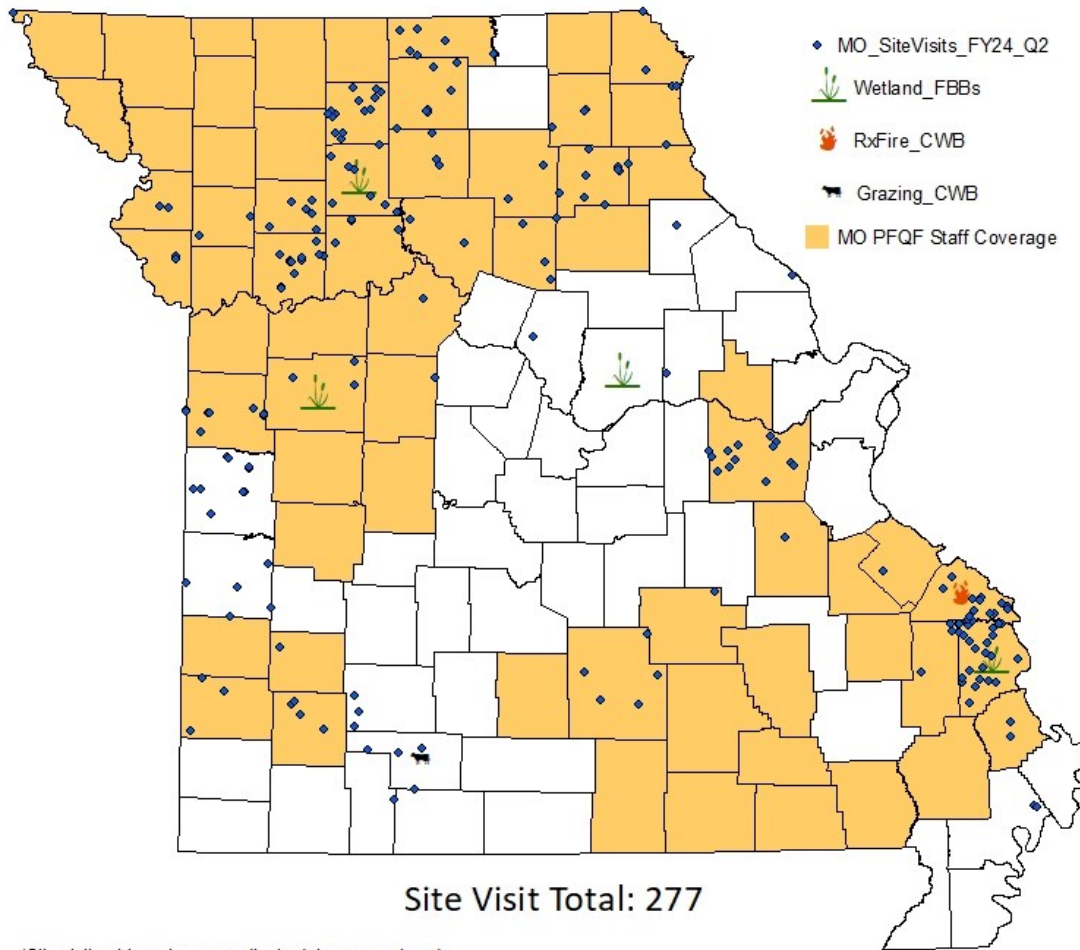 MO_SiteVisits_FY24_Q2
Wetland_FBBs
RxFire_CWB
Grazing_CWB
MO PFQF Staff Coverage
Site Visit Total: 277